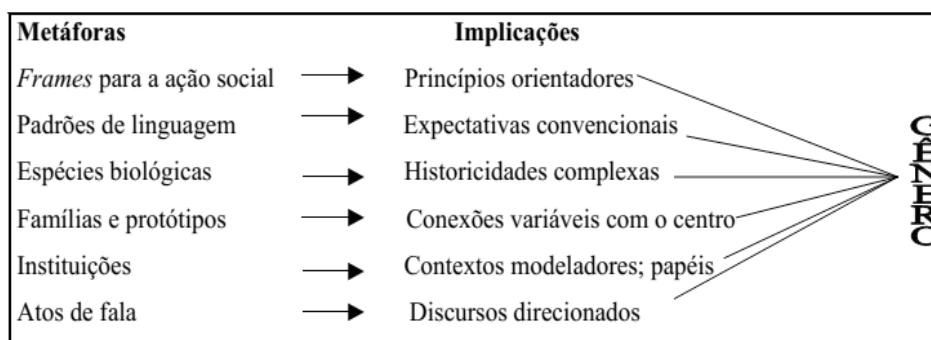 Metáforas Implicações
Frames para a ação social Princípios orientadores
Padrões de linguagem Expectativas convencionais
Espécies biológicas Historicidades complexas
Famílias e protótipos Conexões variáveis com o centro
Instituições Contextos modeladores; papéis
Atos de fala Discursos direcionados
GÊNERO